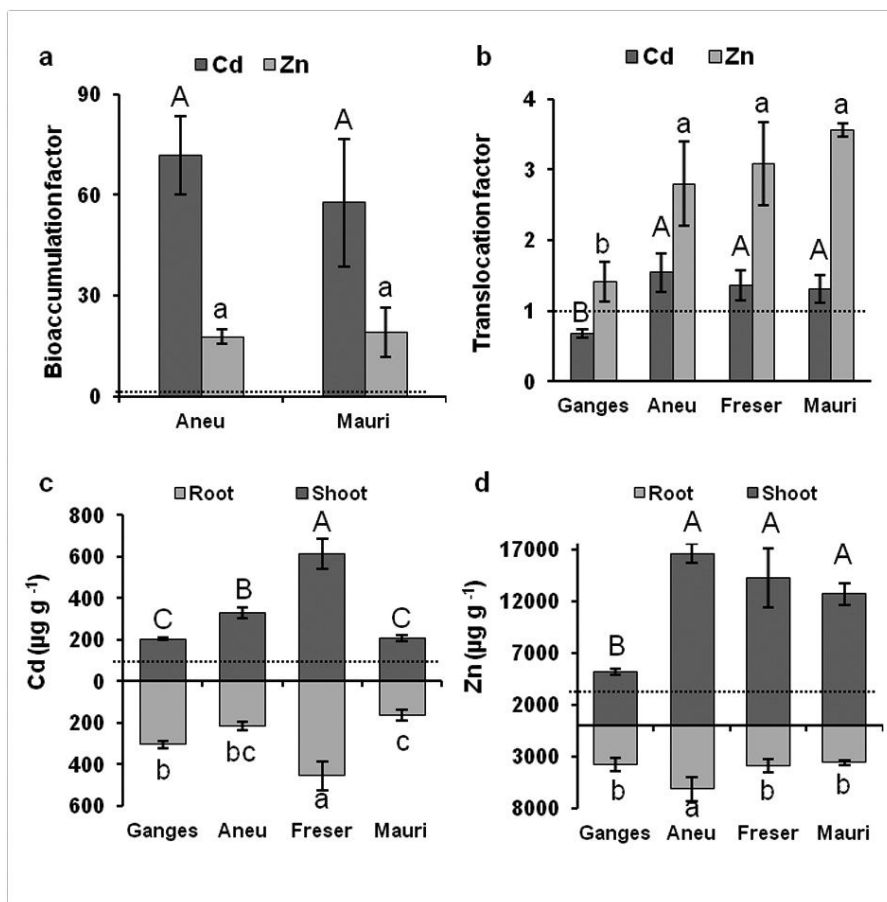 a
Cd Zn
Bioaccumulation factor
90
60
30
0
A
a
A
a
Aneu Mauri
b
Cd Zn
Translocation factor
4
3
2
1
0
B
b
A
a
A
a
A
a
Ganges Aneu Freser Mauri
c
Root Shoot
Cd (µg g -1)
800
600
400
200
0
200
400
600
C
B
A
C
b
bc
a
c
Ganges Aneu Freser Mauri
d
Root Shoot
Zn (µg g -1)
17000
12000
7000
2000
3000
8000
B
A
A
A
b
a
b
b
Ganges Aneu Freser Mauri